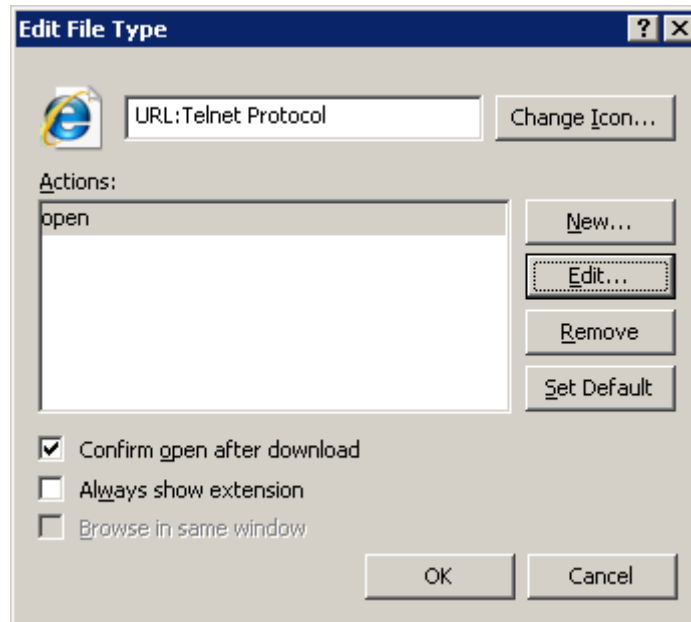 Edit File Type
URL:Telnet Protocol
Change Icon...
Actions:
open
New...
Edit...
Remove
Set Default
Confirm open after download
Always show extension
Browse in same window
OK
Cancel